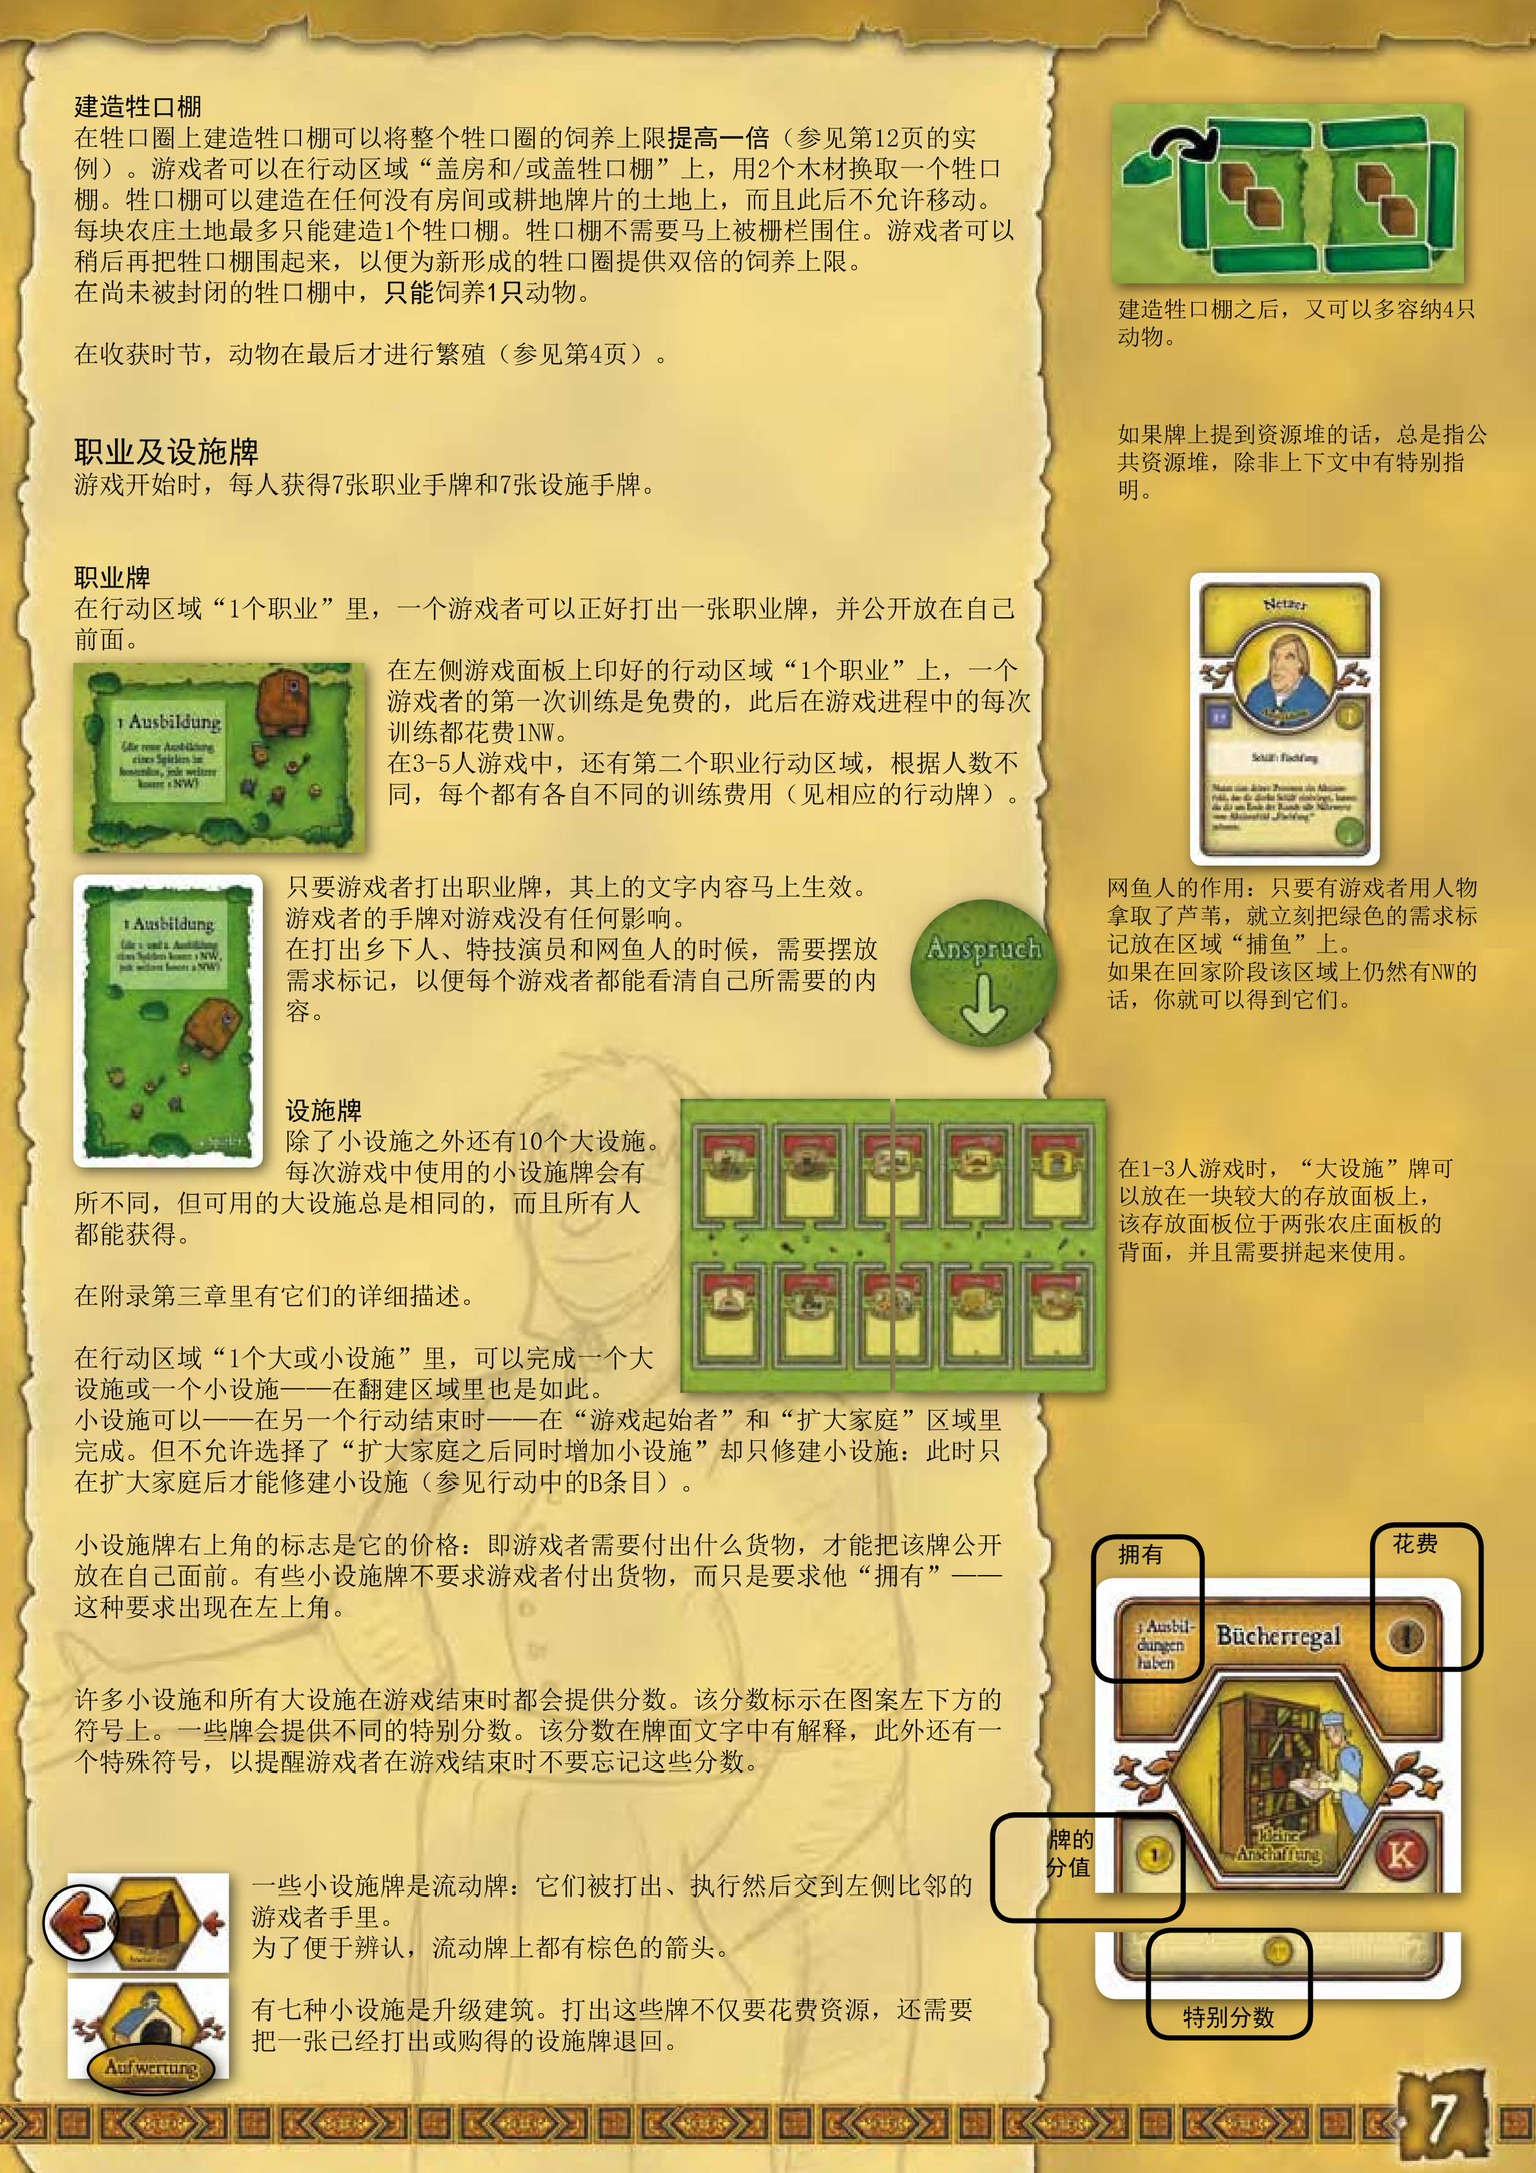 建造牲口棚
在牲口圈上建造牲口棚可以将整个牲口圈的饲养上限提高一倍（参见第12页的实
例）。游戏者可以在行动区域“盖房和/或盖牲口棚”上，用2个木材换取一个牲口
棚。牲口棚可以建造在任何没有房间或耕地牌片的土地上，而且此后不允许移动。
每块农庄土地最多只能建造1个牲口棚。牲口棚不需要马上被栅栏围住。游戏者可以
稍后再把牲口棚围起来，以便为新形成的牲口圈提供双倍的饲养上限。
在尚未被封闭的牲口棚中，只能饲养1只动物。
在收获时节，动物在最后才进行繁殖（参见第4页）。
建造牲口棚之后，又可以多容纳4只
动物。
职业及设施牌
游戏开始时，每人获得7张职业手牌和7张设施手牌。
如果牌上提到资源堆的话，总是指公
共资源堆，除非上下文中有特别指
明。
职业牌
在行动区域“1个职业”里，一个游戏者可以正好打出一张职业牌，并公开放在自己
前面。
1 Ausbildung
(die erste Ausbildung
eines Spielers ist
kostenlos, jede weitere
kostet 1 NW)
在左侧游戏面板上印好的行动区域“1个职业”上，一个
游戏者的第一次训练是免费的，此后在游戏进程中的每次
训练都花费1NW。
在3-5人游戏中，还有第二个职业行动区域，根据人数不
同，每个都有各自不同的训练费用（见相应的行动牌）。
Netzer
Schilf: Fischfang
网鱼人的作用：只要有游戏者用人物
拿取了芦苇，就立刻把绿色的需求标
记放在区域“捕鱼”上。
如果在回家阶段该区域上仍然有NW的
话，你就可以得到它们。
1 Ausbildung
(die 1. und 2. Ausbildung
eines Spielers kostet 1 NW,
jede weitere kostet 2 NW)
只要游戏者打出职业牌，其上的文字内容马上生效。
游戏者的手牌对游戏没有任何影响。
在打出乡下人、特技演员和网鱼人的时候，需要摆放
需求标记，以便每个游戏者都能看清自己所需要的内
容。
Anspruch
设施牌
除了小设施之外还有10个大设施。
每次游戏中使用的小设施牌会有
所不同，但可用的大设施总是相同的，而且所有人
都能获得。
在附录第三章里有它们的详细描述。
在1-3人游戏时，“大设施”牌可
以放在一块较大的存放面板上，
该存放面板位于两张农庄面板的
背面，并且需要拼起来使用。
在行动区域“1个大或小设施”里，可以完成一个大
设施或一个小设施——在翻建区域里也是如此。
小设施可以——在另一个行动结束时——在“游戏起始者”和“扩大家庭”区域里
完成。但不允许选择了“扩大家庭之后同时增加小设施”却只修建小设施：此时只
在扩大家庭后才能修建小设施（参见行动中的B条目）。
小设施牌右上角的标志是它的价格：即游戏者需要付出什么货物，才能把该牌公开
放在自己面前。有些小设施牌不要求游戏者付出货物，而只是要求他“拥有”——
这种要求出现在左上角。
许多小设施和所有大设施在游戏结束时都会提供分数。该分数标示在图案左下方的
符号上。一些牌会提供不同的特别分数。该分数在牌面文字中有解释，此外还有一
个特殊符号，以提醒游戏者在游戏结束时不要忘记这些分数。
拥有
花费
3 Ausbil-
dungen
haben
Bücherregal
kleine
Anschaffung
1
K
牌的
分值
特别分数
一些小设施牌是流动牌：它们被打出、执行然后交到左侧比邻的
游戏者手里。
为了便于辨认，流动牌上都有棕色的箭头。
有七种小设施是升级建筑。打出这些牌不仅要花费资源，还需要
把一张已经打出或购得的设施牌退回。
Aufwertung
7